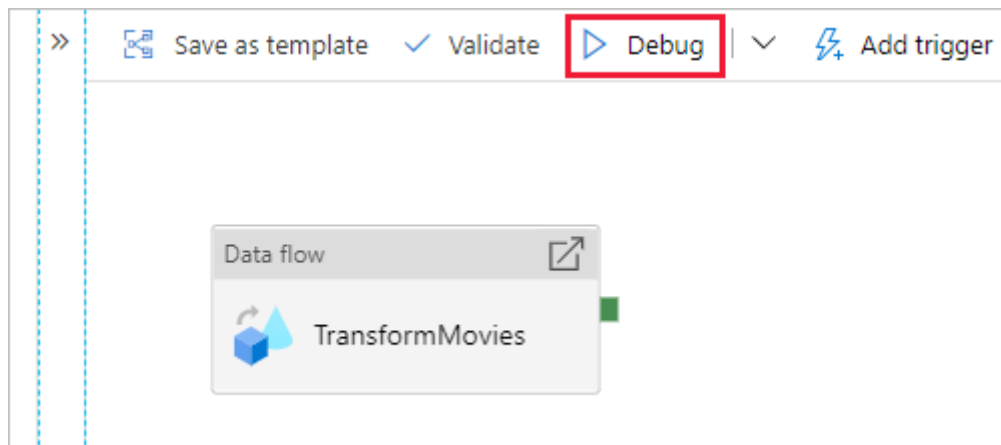 Save as template Validate Debug Add trigger
Data flow
TransformMovies